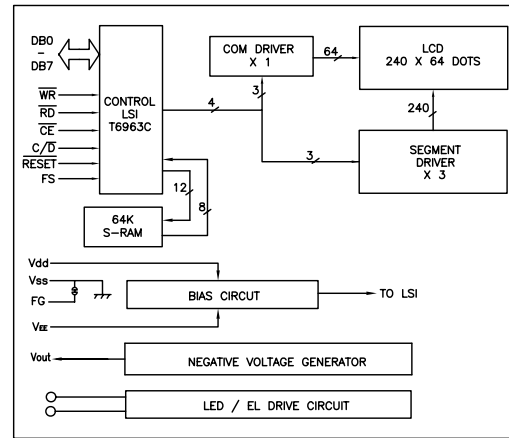 DB0
-
DB7
WR
RD
CE
C/D
RESET
FS
CONTROL
LSI
T6963C
4
COM DRIVER
X 1
3
64
LCD
240 X 64 DOTS
240
3
SEGMENT
DRIVER
X 3
12
8
64K
S-RAM
Vdd
Vss
FG
VEE
BIAS CIRCUT
TO LSI
Vout
NEGATIVE VOLTAGE GENERATOR
LED / EL DRIVE CIRCUIT